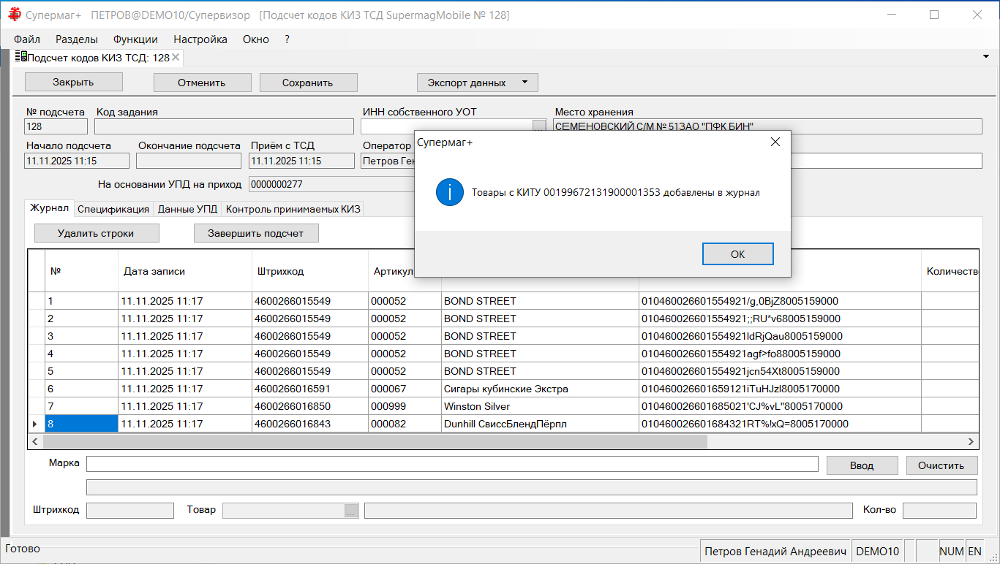 Супермаг+ ПЕТРОВ@DEMO10/Супервизор [Подсчет кодов КИЗ ТСД SupermagMobile № 128]
Файл Разделы Функции Настройка Окно ?
Подсчет кодов КИЗ ТСД: 128
Закрыть Отменить Сохранить Экспорт данных
№ подсчета Код задания ИНН собственного УОТ Место хранения
128 ... СЕМЕНОВСКИЙ С/М № 51ЗАО "ПФК БИН"
Начало подсчета Окончание подсчета Приём с ТСД Оператор
11.11.2025 11:15 11.11.2025 11:15 Петров Ген
На основании УПД на приход 0000000277
Супермаг+
Товары с КИТУ 00199672131900001353 добавлены в журнал
OK
Журнал Спецификация Данные УПД Контроль принимаемых КИЗ
Удалить строки Завершить подсчет
№ Дата записи Штрихкод Артикул Количеств
1 11.11.2025 11:17 4600266015549 000052 BOND STREET 010460026601554921/g,0BjZ8005159000
2 11.11.2025 11:17 4600266015549 000052 BOND STREET 010460026601554921;;RU*v68005159000
3 11.11.2025 11:17 4600266015549 000052 BOND STREET 010460026601554921ldRjQau8005159000
4 11.11.2025 11:17 4600266015549 000052 BOND STREET 010460026601554921agf>fo88005159000
5 11.11.2025 11:17 4600266015549 000052 BOND STREET 010460026601554921jcn54Xt8005159000
6 11.11.2025 11:17 4600266016591 000067 Сигары кубинские Экстра 010460026601659121iTuHJzl8005170000
7 11.11.2025 11:17 4600266016850 000999 Winston Silver 010460026601685021'CJ%vL"8005170000
8 11.11.2025 11:17 4600266016843 000082 Dunhill СвиссБлендПёрпл 010460026601684321RT%!xQ=8005170000
Марка Ввод Очистить
Штрихкод Товар ... Кол-во
Готово Петров Генадий Андреевич DEMO10 NUM EN